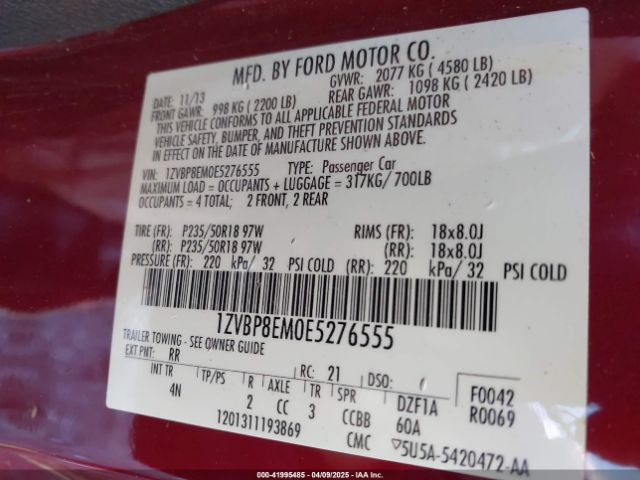 MFD. BY FORD MOTOR CO.
DATE: 11/13 GVWR: 2077 KG ( 4580 LB)
FRONT GAWR: 998 KG ( 2200 LB) REAR GAWR: 1098 KG ( 2420 LB)
THIS VEHICLE CONFORMS TO ALL APPLICABLE FEDERAL MOTOR
VEHICLE SAFETY, BUMPER, AND THEFT PREVENTION STANDARDS
IN EFFECT ON THE DATE OF MANUFACTURE SHOWN ABOVE.
VIN: 1ZVBP8EM0E5276555 TYPE: Passenger Car
MAXIMUM LOAD = OCCUPANTS + LUGGAGE = 317KG/ 700LB
OCCUPANTS = 4 TOTAL; 2 FRONT, 2 REAR
TIRE (FR): P235/50R18 97W RIMS (FR): 18x8.0J
(RR): P235/50R18 97W (RR): 18x8.0J
PRESSURE (FR): 220 kPa/ 32 PSI COLD (RR): 220 kPa/ 32 PSI COLD
1ZVBP8EM0E5276555
TRAILER TOWING - SEE OWNER GUIDE
EXT PNT: RR RC: 21 DSO: F0042
INT TR TP/PS R AXLE TR SPR DZF1A R0069
4N 2 CC 3 CCBB 60A
1201311193869 CMC 5U5A-5420472-AA
000-41995485 - 04/09/2025 - IAAI.COM